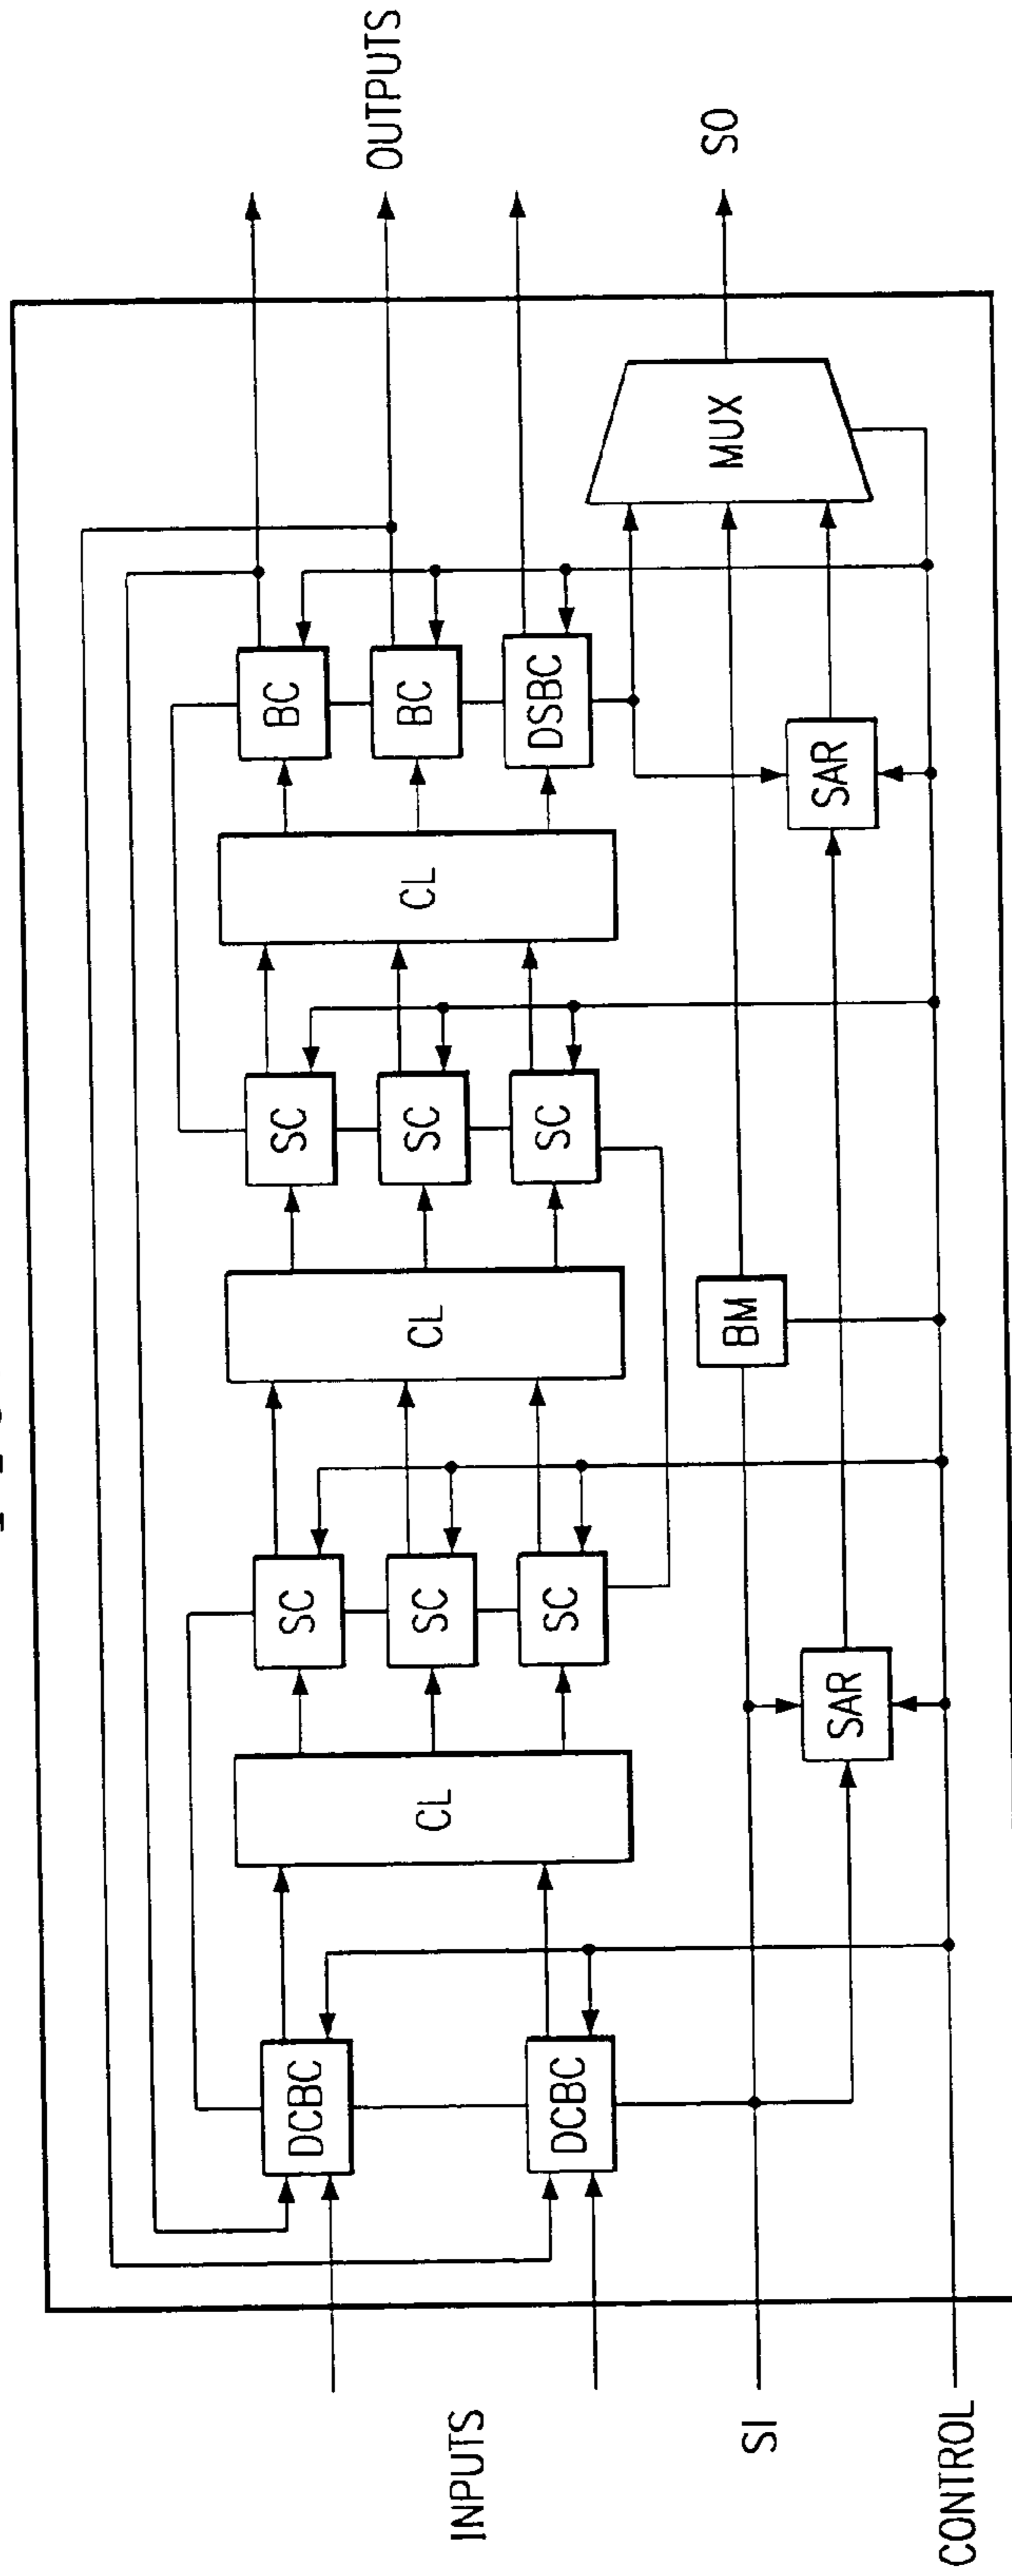 DCBC
SC
SC
BC
OUTPUTS
CL
SC
CL
SC
CL
BC
INPUTS
DCBC
SC
SC
DSBC
SI
BM
MUX
SO
SAR
SAR
CONTROL